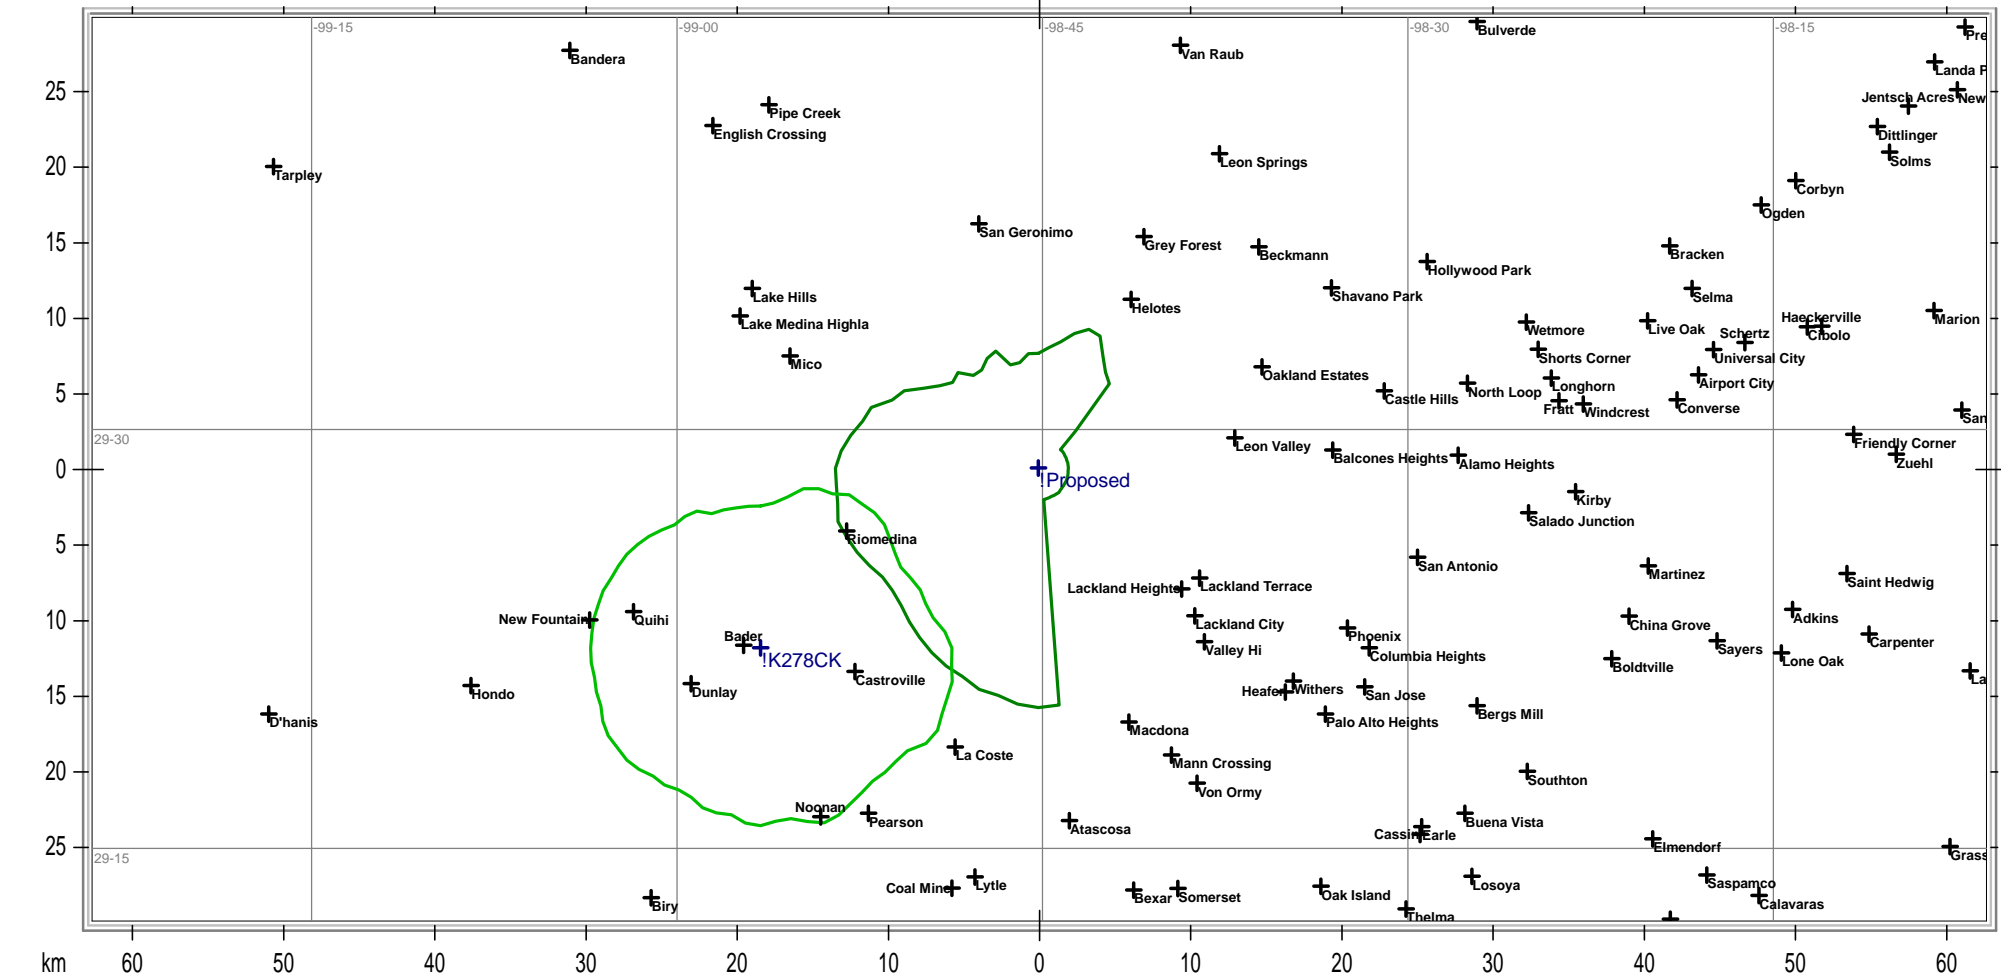 -99-15
-99-00
-98-45
-98-30
-98-15
Bulverde
Pre
Bandera
Van Raub
Landa P
25
Jentsch Acres
New
Pipe Creek
English Crossing
Dittlinger
Leon Springs
Solms
20
Tarpley
Corbyn
Ogden
San Geronimo
15
Grey Forest
Beckmann
Bracken
Hollywood Park
Lake Hills
Shavano Park
Selma
Helotes
10
Lake Medina Highla
Haeckerville
Marion
Wetmore
Live Oak
Schertz
Cibolo
Mico
Shorts Corner
Universal City
Oakland Estates
Longhorn
Airport City
5
Castle Hills
North Loop
Fratt
Windcrest
Converse
San
29-30
Leon Valley
Friendly Corner
Balcones Heights
Alamo Heights
Zuehl
0
!Proposed
Kirby
Salado Junction
Riomedina
5
San Antonio
Martinez
Saint Hedwig
Lackland Heights
Lackland Terrace
New Fountain
Quihi
10
Lackland City
China Grove
Adkins
Bader
Phoenix
Carpenter
Valley Hi
Columbia Heights
Sayers
!K278CK
Boldtville
Lone Oak
Castroville
La
15
Hondo
Dunlay
Heafer
Withers
San Jose
D'hanis
Macdona
Palo Alto Heights
Bergs Mill
La Coste
Mann Crossing
20
Southton
Von Ormy
Noonan
Pearson
Atascosa
Buena Vista
Cassin
Earle
25
Elmendorf
29-15
Grass
Coal Mine
Lytle
Bexar
Somerset
Oak Island
Losoya
Saspamco
Biry
Calavaras
Thelma
km
60
50
40
30
20
10
0
10
20
30
40
50
60